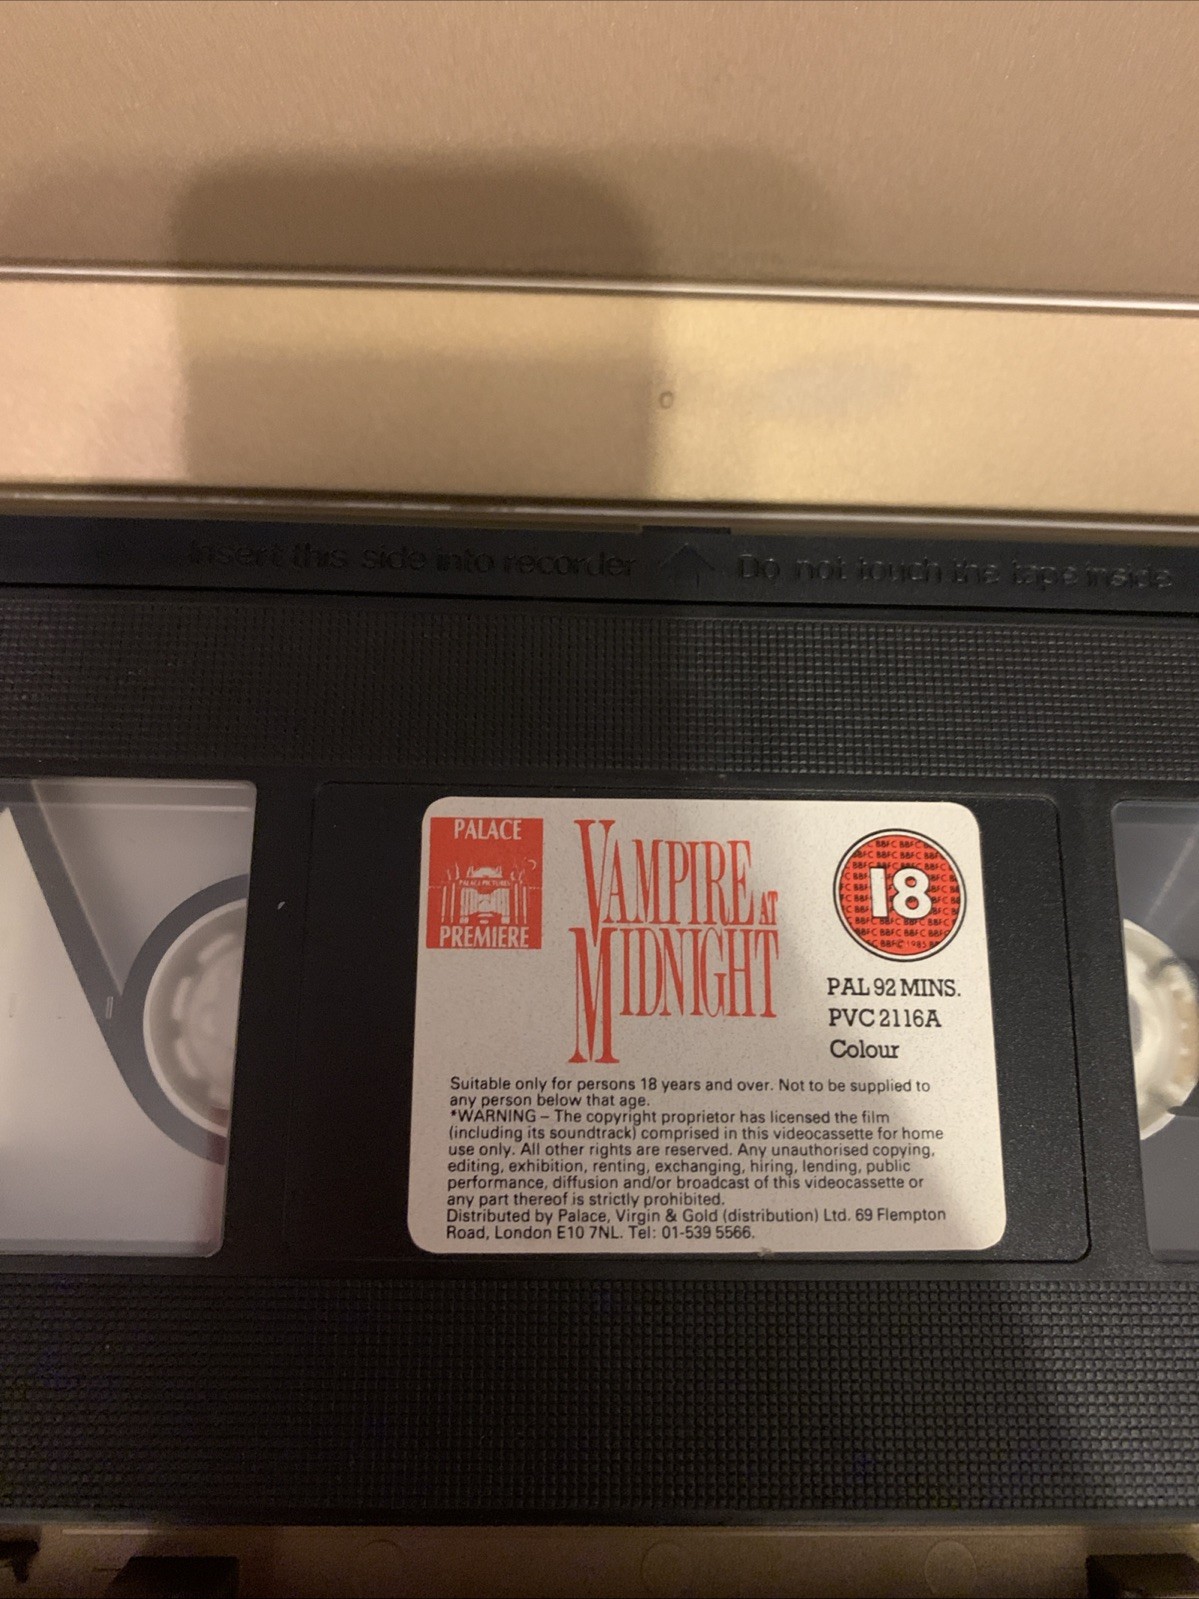 Insert this side into recorder
Do not touch the tape inside
PALACE
PALACE PICTURES
PREMIERE
VAMPIRE AT
MIDNIGHT
18
PAL 92 MINS.
PVC 2116A
Colour
Suitable only for persons 18 years and over. Not to be supplied to
any person below that age.
*WARNING – The copyright proprietor has licensed the film
(including its soundtrack) comprised in this videocassette for home
use only. All other rights are reserved. Any unauthorised copying,
editing, exhibition, renting, exchanging, hiring, lending, public
performance, diffusion and/or broadcast of this videocassette or
any part thereof is strictly prohibited.
Distributed by Palace, Virgin & Gold (distribution) Ltd. 69 Flempton
Road, London E10 7NL. Tel: 01-539 5566.